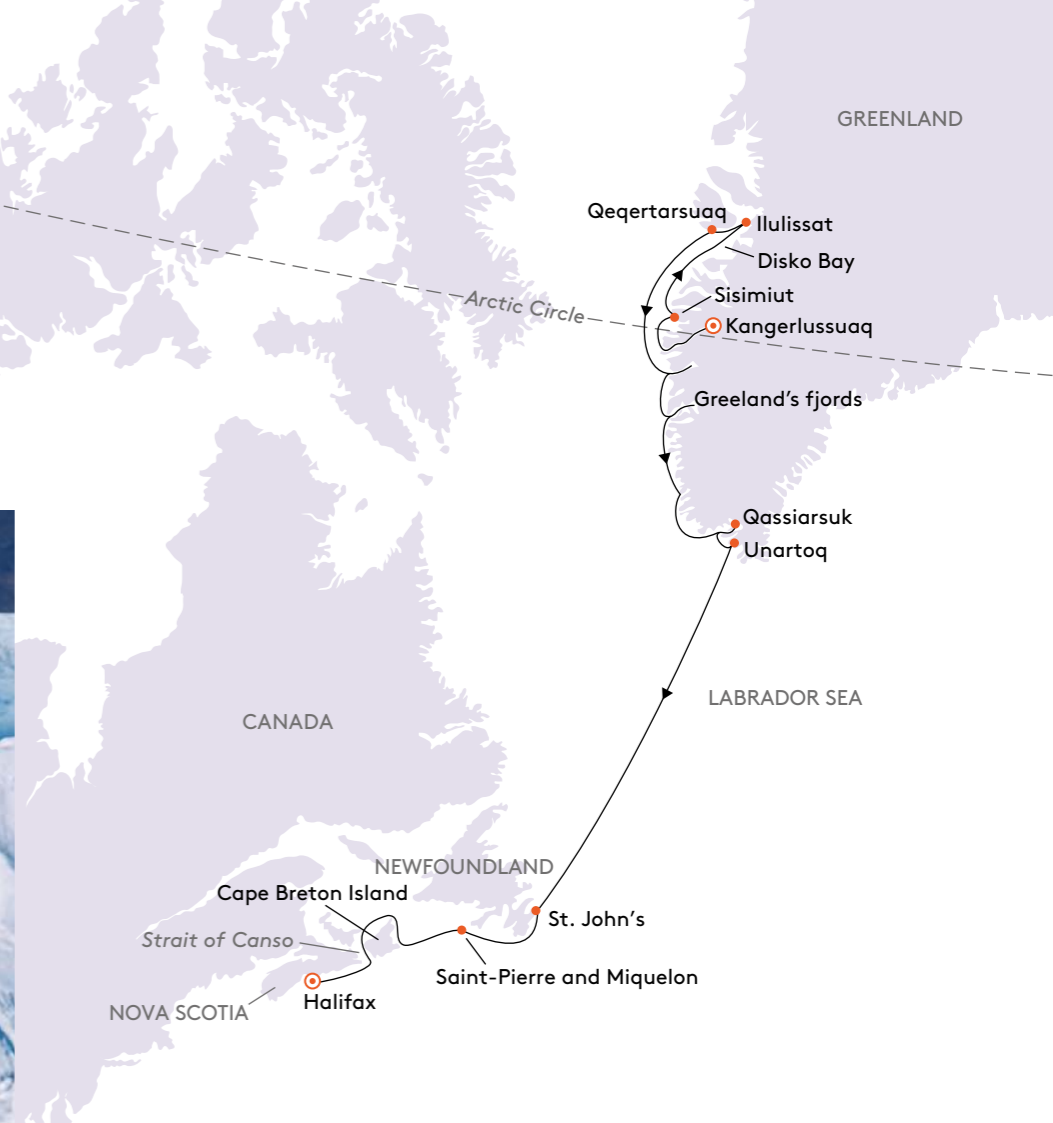 GREENLAND
Qeqertarsuaq
Ilulissat
Disko Bay
Sisimiut
Arctic Circle
Kangerlussuaq
Greeland's fjords
Qassiarsuk
Unartoq
LABRADOR SEA
CANADA
NEWFOUNDLAND
Cape Breton Island
St. John's
Strait of Canso
Saint-Pierre and Miquelon
Halifax
NOVA SCOTIA